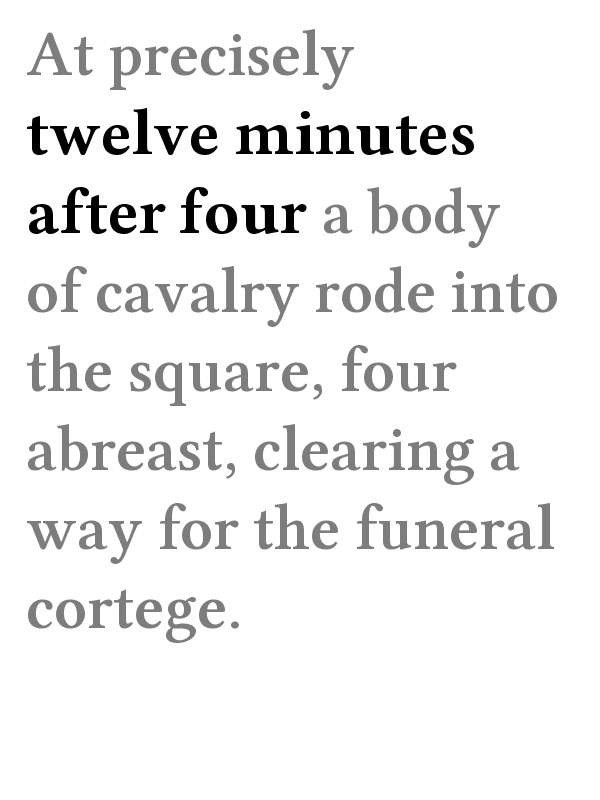 At precisely
twelve minutes
after four a body
of cavalry rode into
the square, four
abreast, clearing a
way for the funeral
cortege.